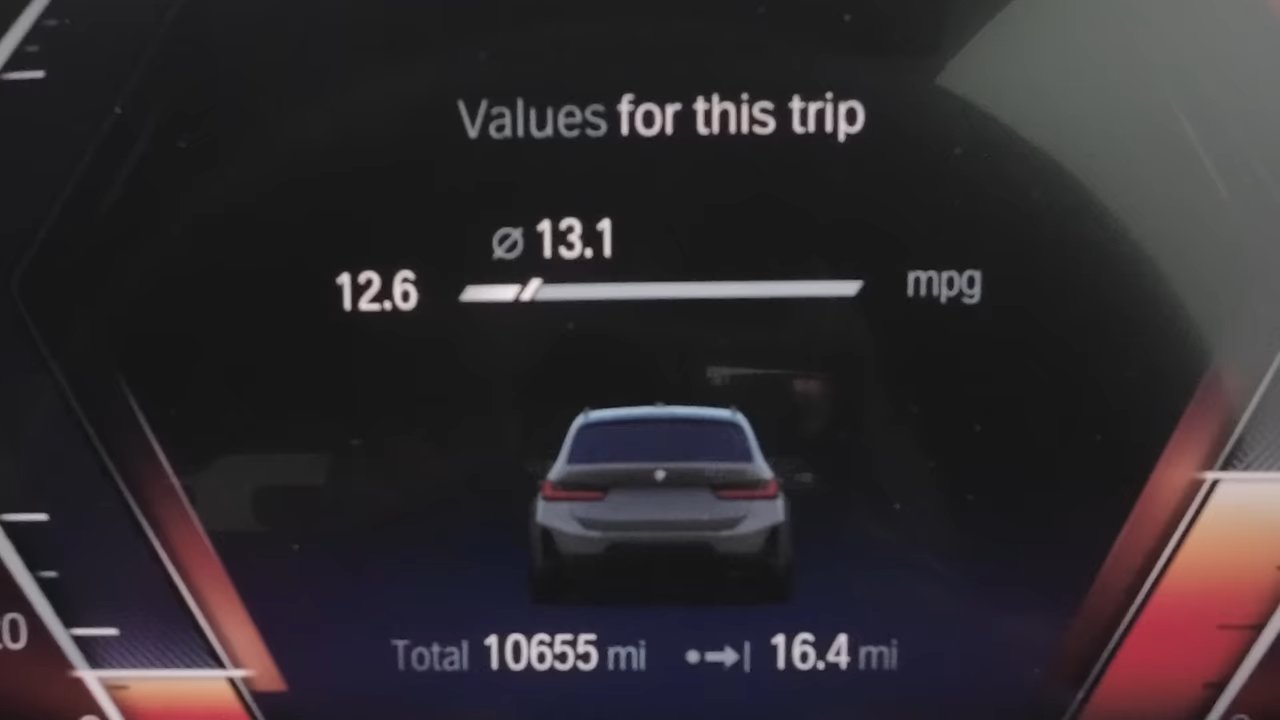 Values for this trip
ø 13.1
12.6 mpg
Total 10655 mi 16.4 mi